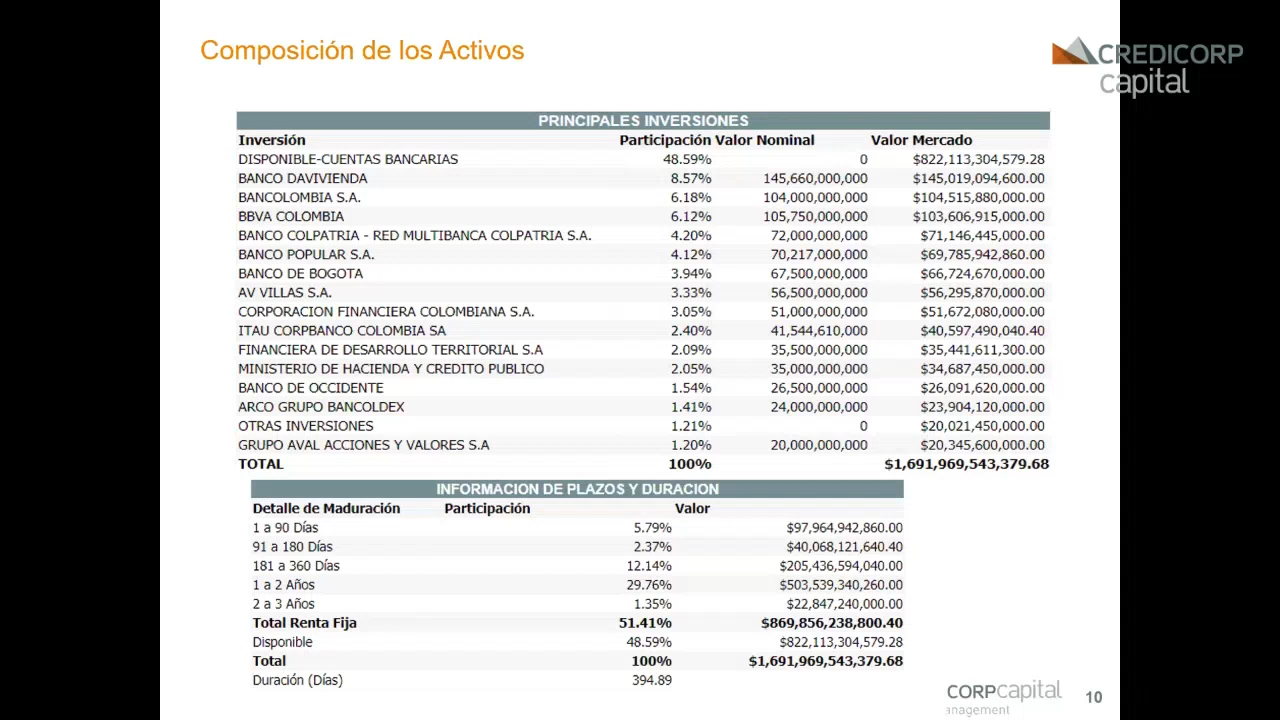 Composición de los Activos
CREDICORP
capital
PRINCIPALES INVERSIONES
Inversión Participación Valor Nominal Valor Mercado
DISPONIBLE-CUENTAS BANCARIAS 48.59% 0 $822,113,304,579.28
BANCO DAVIVIENDA 8.57% 145,660,000,000 $145,019,094,600.00
BANCOLOMBIA S.A. 6.18% 104,000,000,000 $104,515,880,000.00
BBVA COLOMBIA 6.12% 105,750,000,000 $103,606,915,000.00
BANCO COLPATRIA - RED MULTIBANCA COLPATRIA S.A. 4.20% 72,000,000,000 $71,146,445,000.00
BANCO POPULAR S.A. 4.12% 70,217,000,000 $69,785,942,860.00
BANCO DE BOGOTA 3.94% 67,500,000,000 $66,724,670,000.00
AV VILLAS S.A. 3.33% 56,500,000,000 $56,295,870,000.00
CORPORACION FINANCIERA COLOMBIANA S.A. 3.05% 51,000,000,000 $51,672,080,000.00
ITAU CORPBANCO COLOMBIA SA 2.40% 41,544,610,000 $40,597,490,040.40
FINANCIERA DE DESARROLLO TERRITORIAL S.A 2.09% 35,500,000,000 $35,441,611,300.00
MINISTERIO DE HACIENDA Y CREDITO PUBLICO 2.05% 35,000,000,000 $34,687,450,000.00
BANCO DE OCCIDENTE 1.54% 26,500,000,000 $26,091,620,000.00
ARCO GRUPO BANCOLDEX 1.41% 24,000,000,000 $23,904,120,000.00
OTRAS INVERSIONES 1.21% 0 $20,021,450,000.00
GRUPO AVAL ACCIONES Y VALORES S.A 1.20% 20,000,000,000 $20,345,600,000.00
TOTAL 100% $1,691,969,543,379.68
INFORMACION DE PLAZOS Y DURACION
Detalle de Maduración Participación Valor
1 a 90 Días 5.79% $97,964,942,860.00
91 a 180 Días 2.37% $40,068,121,640.40
181 a 360 Días 12.14% $205,436,594,040.00
1 a 2 Años 29.76% $503,539,340,260.00
2 a 3 Años 1.35% $22,847,240,000.00
Total Renta Fija 51.41% $869,856,238,800.40
Disponible 48.59% $822,113,304,579.28
Total 100% $1,691,969,543,379.68
Duración (Días) 394.89
CORPcapital
anagement
10